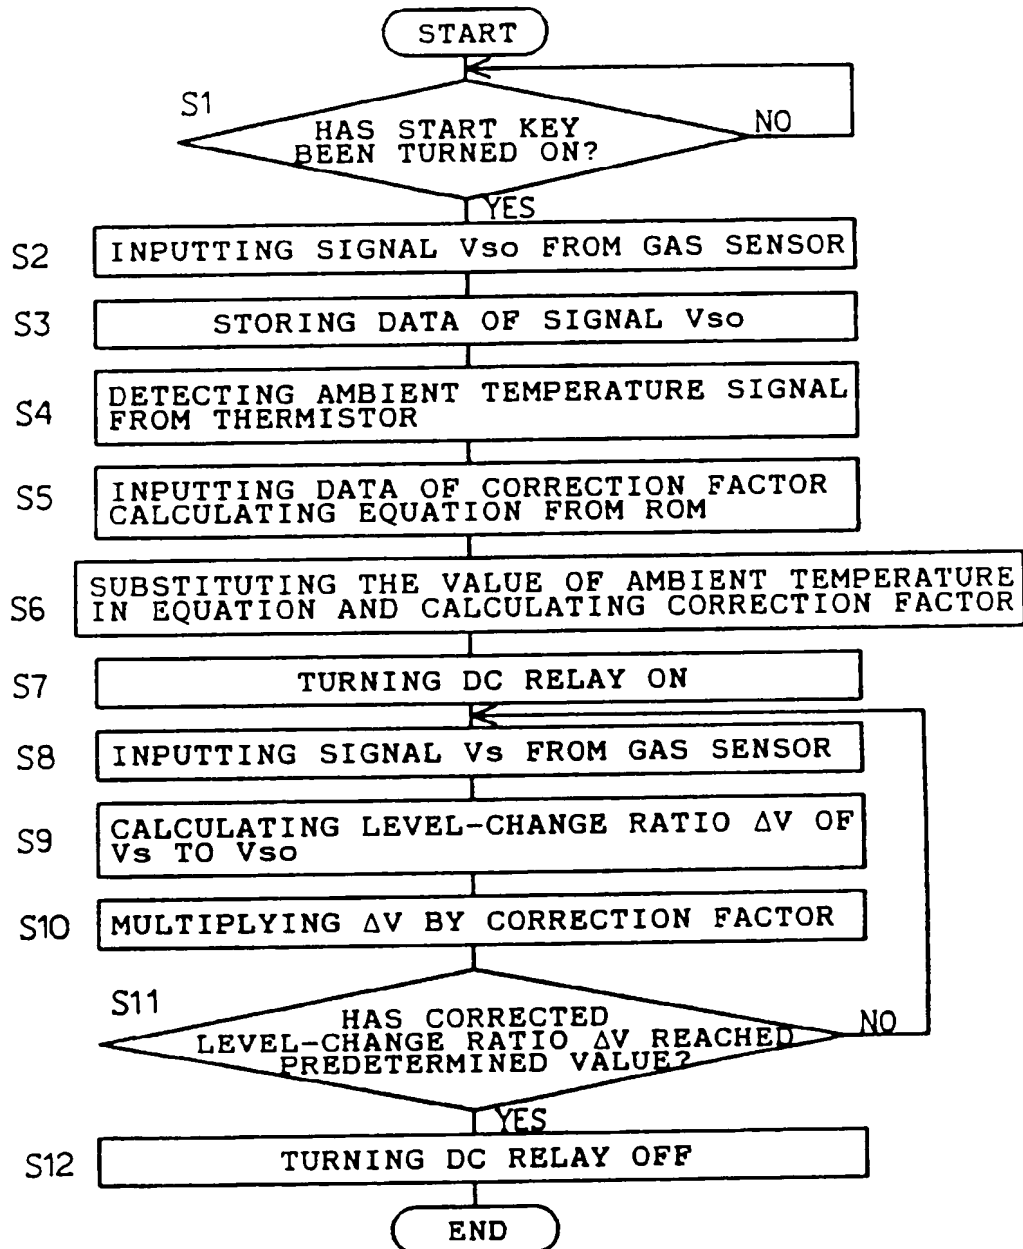 START
S1
HAS START KEY
BEEN TURNED ON?
NO
YES
S2
INPUTTING SIGNAL Vso FROM GAS SENSOR
S3
STORING DATA OF SIGNAL Vso
S4
DETECTING AMBIENT TEMPERATURE SIGNAL
FROM THERMISTOR
S5
INPUTTING DATA OF CORRECTION FACTOR
CALCULATING EQUATION FROM ROM
S6
SUBSTITUTING THE VALUE OF AMBIENT TEMPERATURE
IN EQUATION AND CALCULATING CORRECTION FACTOR
S7
TURNING DC RELAY ON
S8
INPUTTING SIGNAL Vs FROM GAS SENSOR
S9
CALCULATING LEVEL-CHANGE RATIO ΔV OF
Vs TO Vso
S10
MULTIPLYING ΔV BY CORRECTION FACTOR
S11
HAS CORRECTED
LEVEL-CHANGE RATIO ΔV REACHED
PREDETERMINED VALUE?
NO
YES
S12
TURNING DC RELAY OFF
END